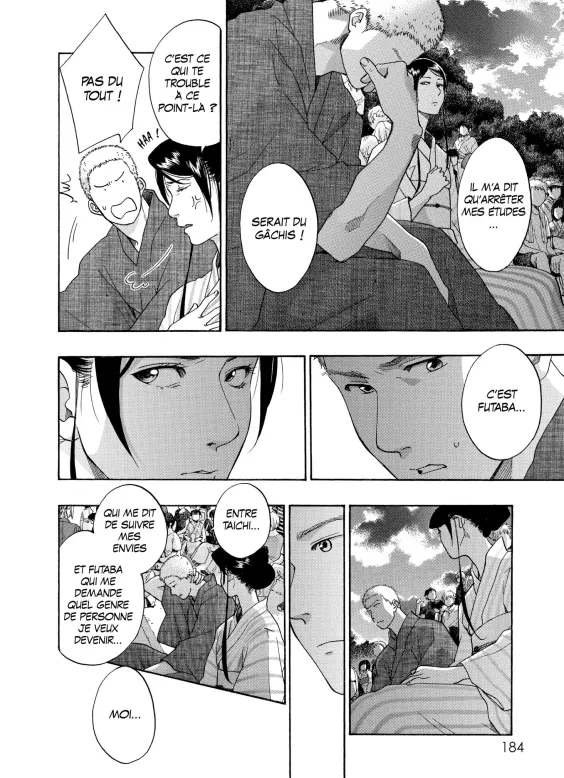 IL M'A DIT
QU'ARRÊTER
MES ÉTUDES
...
SERAIT DU
GÂCHIS !
C'EST CE
QUI TE
TROUBLE
À CE
POINT-LÀ ?
HAA !
PAS DU
TOUT !
C'EST
FUTABA...
ENTRE
TAICHI...
QUI ME DIT
DE SUIVRE
MES
ENVIES
ET FUTABA
QUI ME
DEMANDE
QUEL GENRE
DE PERSONNE
JE VEUX
DEVENIR...
MOI...
184